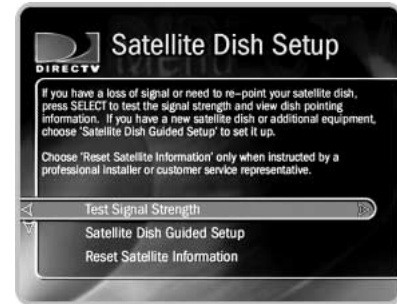 DIRECTV
Satellite Dish Setup
If you have a loss of signal or need to re-point your satellite dish,
press SELECT to test the signal strength and view dish pointing
information. If you have a new satellite dish or additional equipment,
choose 'Satellite Dish Guided Setup' to set it up.
Choose 'Reset Satellite Information' only when instructed by a
professional installer or customer service representative.
Test Signal Strength
Satellite Dish Guided Setup
Reset Satellite Information